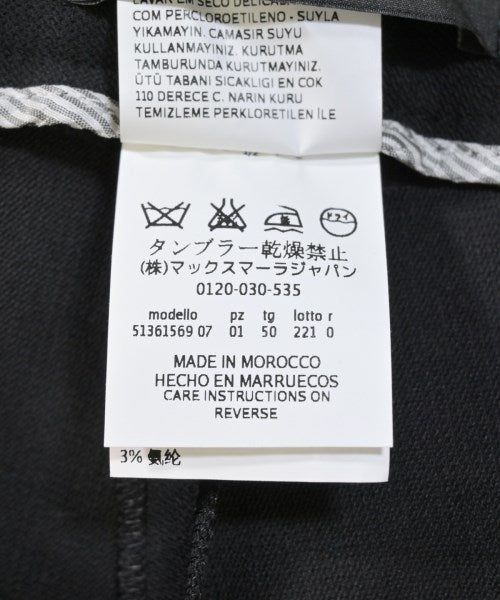 LAVAR EM SECO DELICADO
COM PERCLOROETILENO - SUYLA
YIKAMAYIN. CAMASIR SUYU
KULLANMAYINIZ. KURUTMA
TAMBURUNDA KURUTMAYINIZ.
ÜTÜ TABANI SICAKLIGI EN COK
110 DERECE C. NARIN KURU
TEMIZLEME PERKLORETILEN İLE
ドライ
タンブラー乾燥禁止
(株)マックスマーラジャパン
0120-030-535
modello pz tg lotto r
51361569 07 01 50 221 0
MADE IN MOROCCO
HECHO EN MARRUECOS
CARE INSTRUCTIONS ON
REVERSE
3% 氨纶